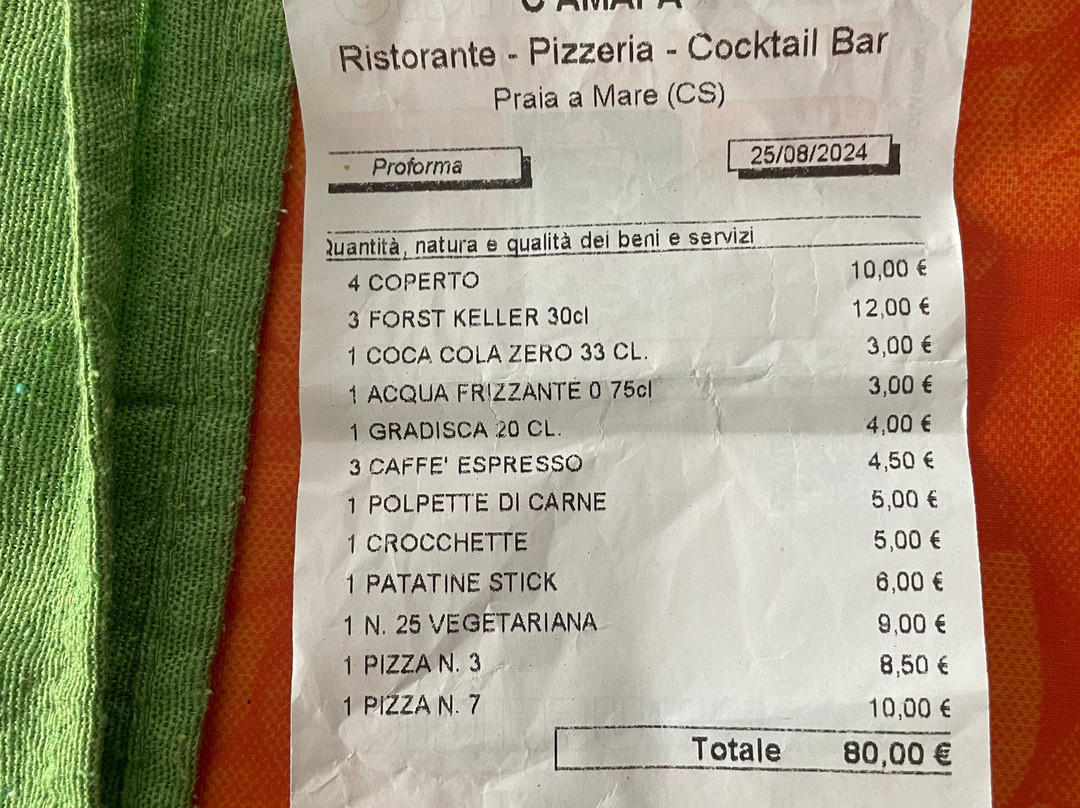 Ristorante - Pizzeria - Cocktail Bar
Praia a Mare (CS)
Proforma 25/08/2024
Quantità, natura e qualità dei beni e servizi
4 COPERTO 10,00 €
3 FORST KELLER 30cl 12,00 €
1 COCA COLA ZERO 33 CL. 3,00 €
1 ACQUA FRIZZANTE 0 75cl 3,00 €
1 GRADISCA 20 CL. 4,00 €
3 CAFFE' ESPRESSO 4,50 €
1 POLPETTE DI CARNE 5,00 €
1 CROCCHETTE 5,00 €
1 PATATINE STICK 6,00 €
1 N. 25 VEGETARIANA 9,00 €
1 PIZZA N. 3 8,50 €
1 PIZZA N. 7 10,00 €
Totale 80,00 €